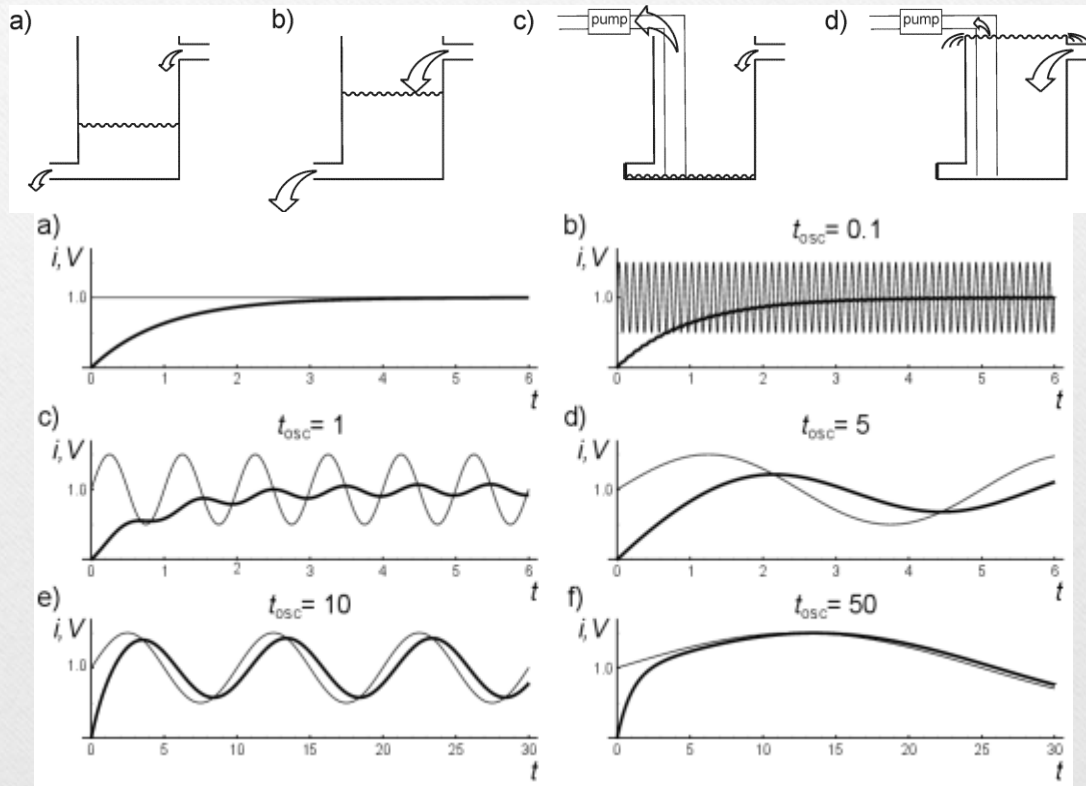 a)
b)
c)
pump
d)
pump
a)
i, V
1.0
0 1 2 3 4 5 6
t
b)
t_osc= 0.1
i, V
1.0
0 1 2 3 4 5 6
t
c)
t_osc= 1
i, V
1.0
0 1 2 3 4 5 6
t
d)
t_osc= 5
i, V
1.0
0 1 2 3 4 5 6
t
e)
t_osc= 10
i, V
1.0
0 5 10 15 20 25 30
t
f)
t_osc= 50
i, V
1.0
0 5 10 15 20 25 30
t